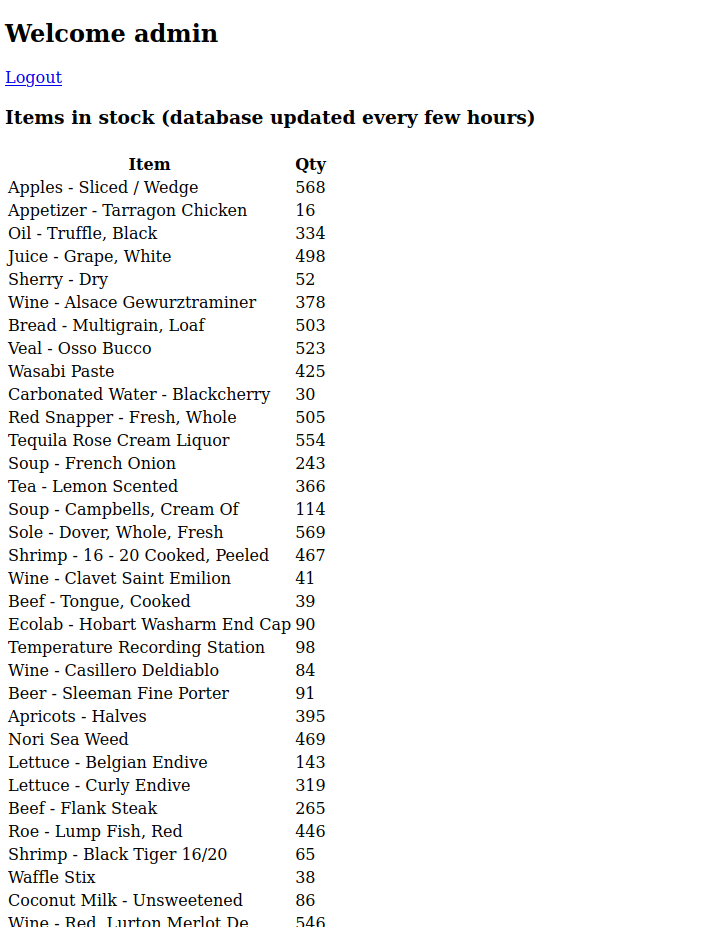 Welcome admin
Logout
Items in stock (database updated every few hours)
Item Qty
Apples - Sliced / Wedge 568
Appetizer - Tarragon Chicken 16
Oil - Truffle, Black 334
Juice - Grape, White 498
Sherry - Dry 52
Wine - Alsace Gewurztraminer 378
Bread - Multigrain, Loaf 503
Veal - Osso Bucco 523
Wasabi Paste 425
Carbonated Water - Blackcherry 30
Red Snapper - Fresh, Whole 505
Tequila Rose Cream Liquor 554
Soup - French Onion 243
Tea - Lemon Scented 366
Soup - Campbells, Cream Of 114
Sole - Dover, Whole, Fresh 569
Shrimp - 16 - 20 Cooked, Peeled 467
Wine - Clavet Saint Emilion 41
Beef - Tongue, Cooked 39
Ecolab - Hobart Washarm End Cap 90
Temperature Recording Station 98
Wine - Casillero Deldiablo 84
Beer - Sleeman Fine Porter 91
Apricots - Halves 395
Nori Sea Weed 469
Lettuce - Belgian Endive 143
Lettuce - Curly Endive 319
Beef - Flank Steak 265
Roe - Lump Fish, Red 446
Shrimp - Black Tiger 16/20 65
Waffle Stix 38
Coconut Milk - Unsweetened 86
Wine - Red, Lurton Merlot De 546